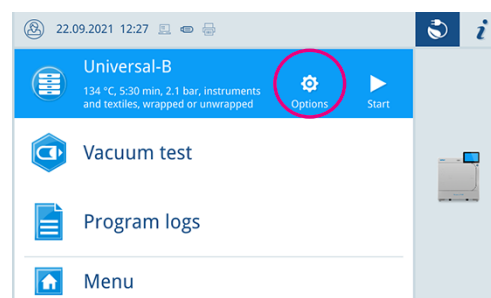 22.09.2021 12:27
Universal-B
134 °C, 5:30 min, 2.1 bar, instruments
and textiles, wrapped or unwrapped
Options
Start
Vacuum test
Program logs
Menu
i